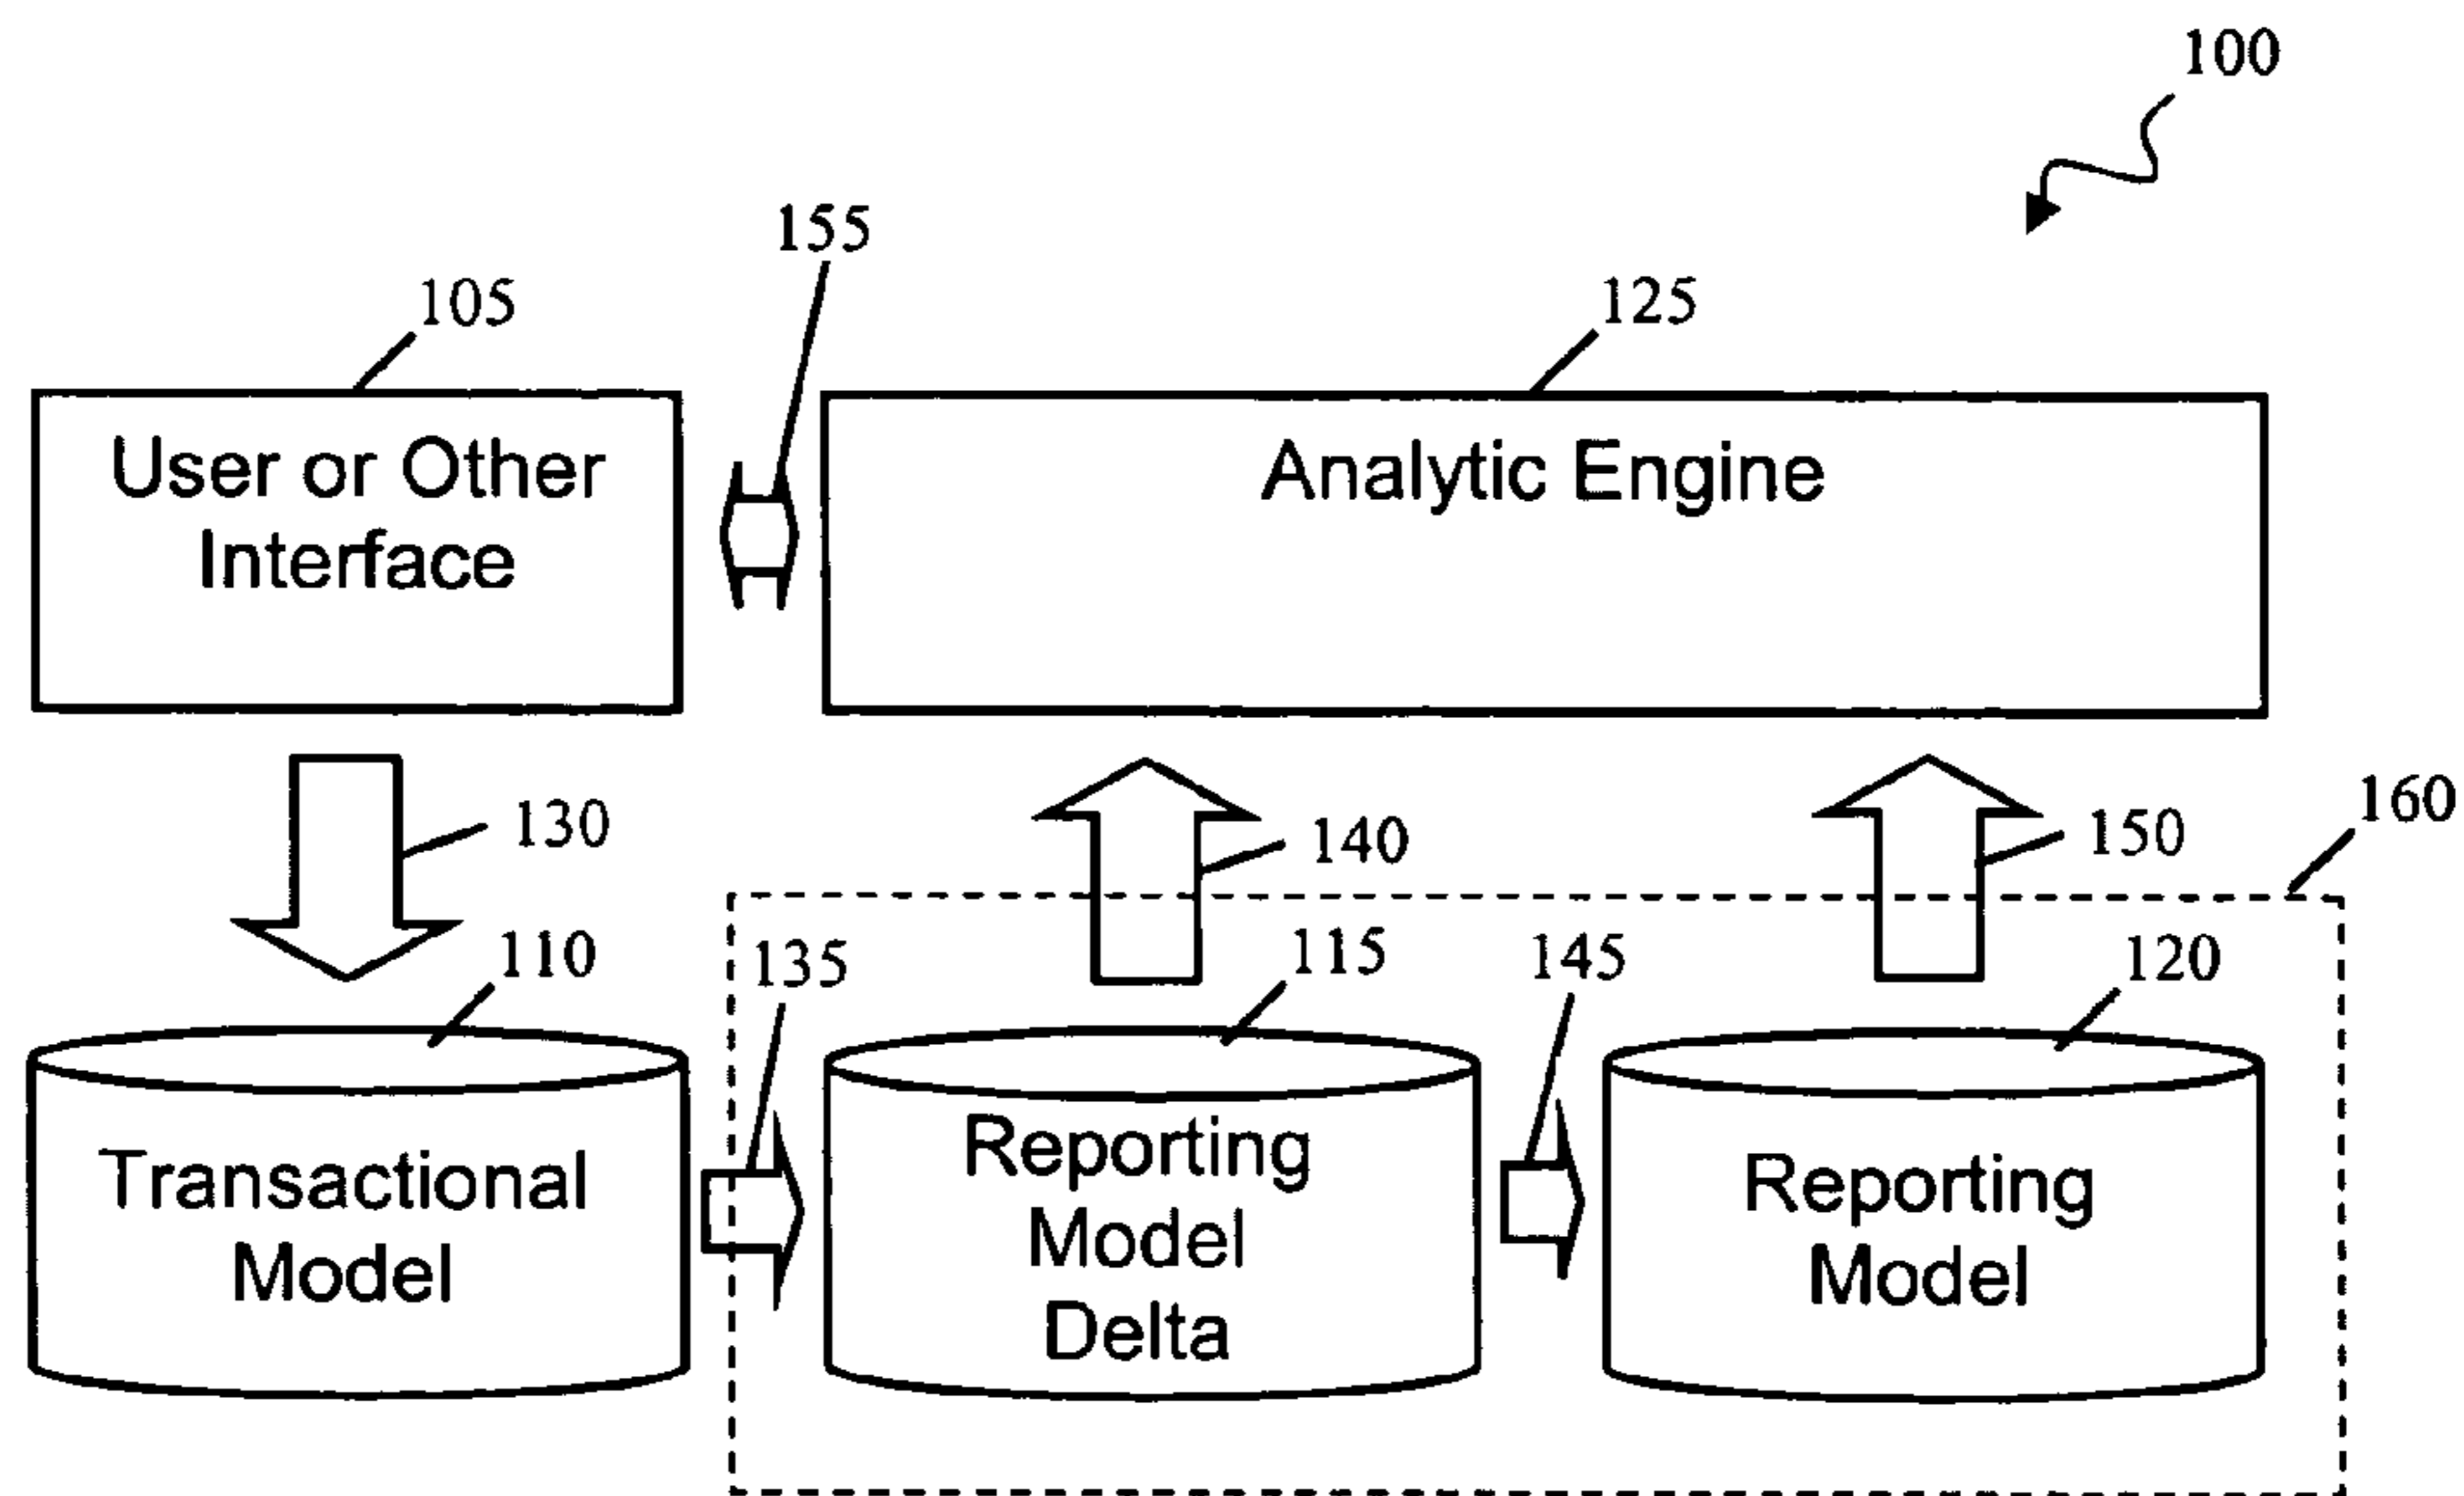 100
155
105
125
User or Other
Interface
Analytic Engine
130
140
150
160
110
135
115
145
120
Transactional
Model
Reporting
Model
Delta
Reporting
Model